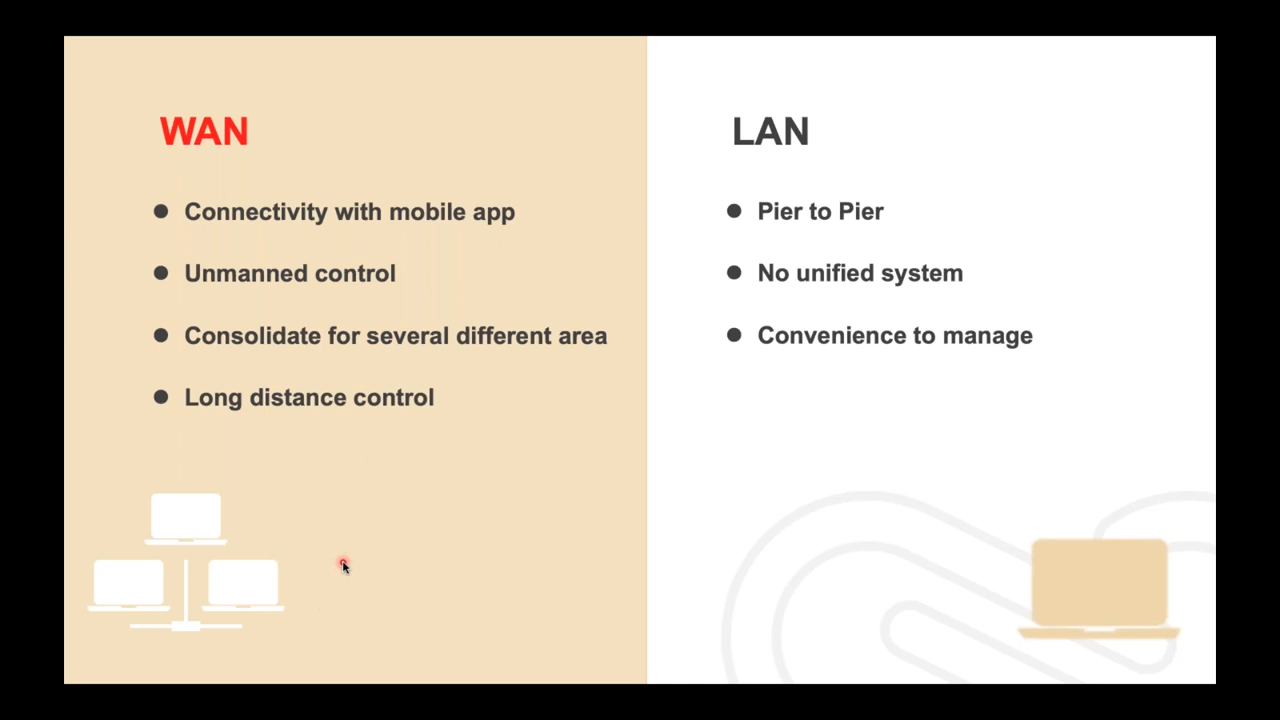 WAN
● Connectivity with mobile app
● Unmanned control
● Consolidate for several different area
● Long distance control
LAN
● Pier to Pier
● No unified system
● Convenience to manage